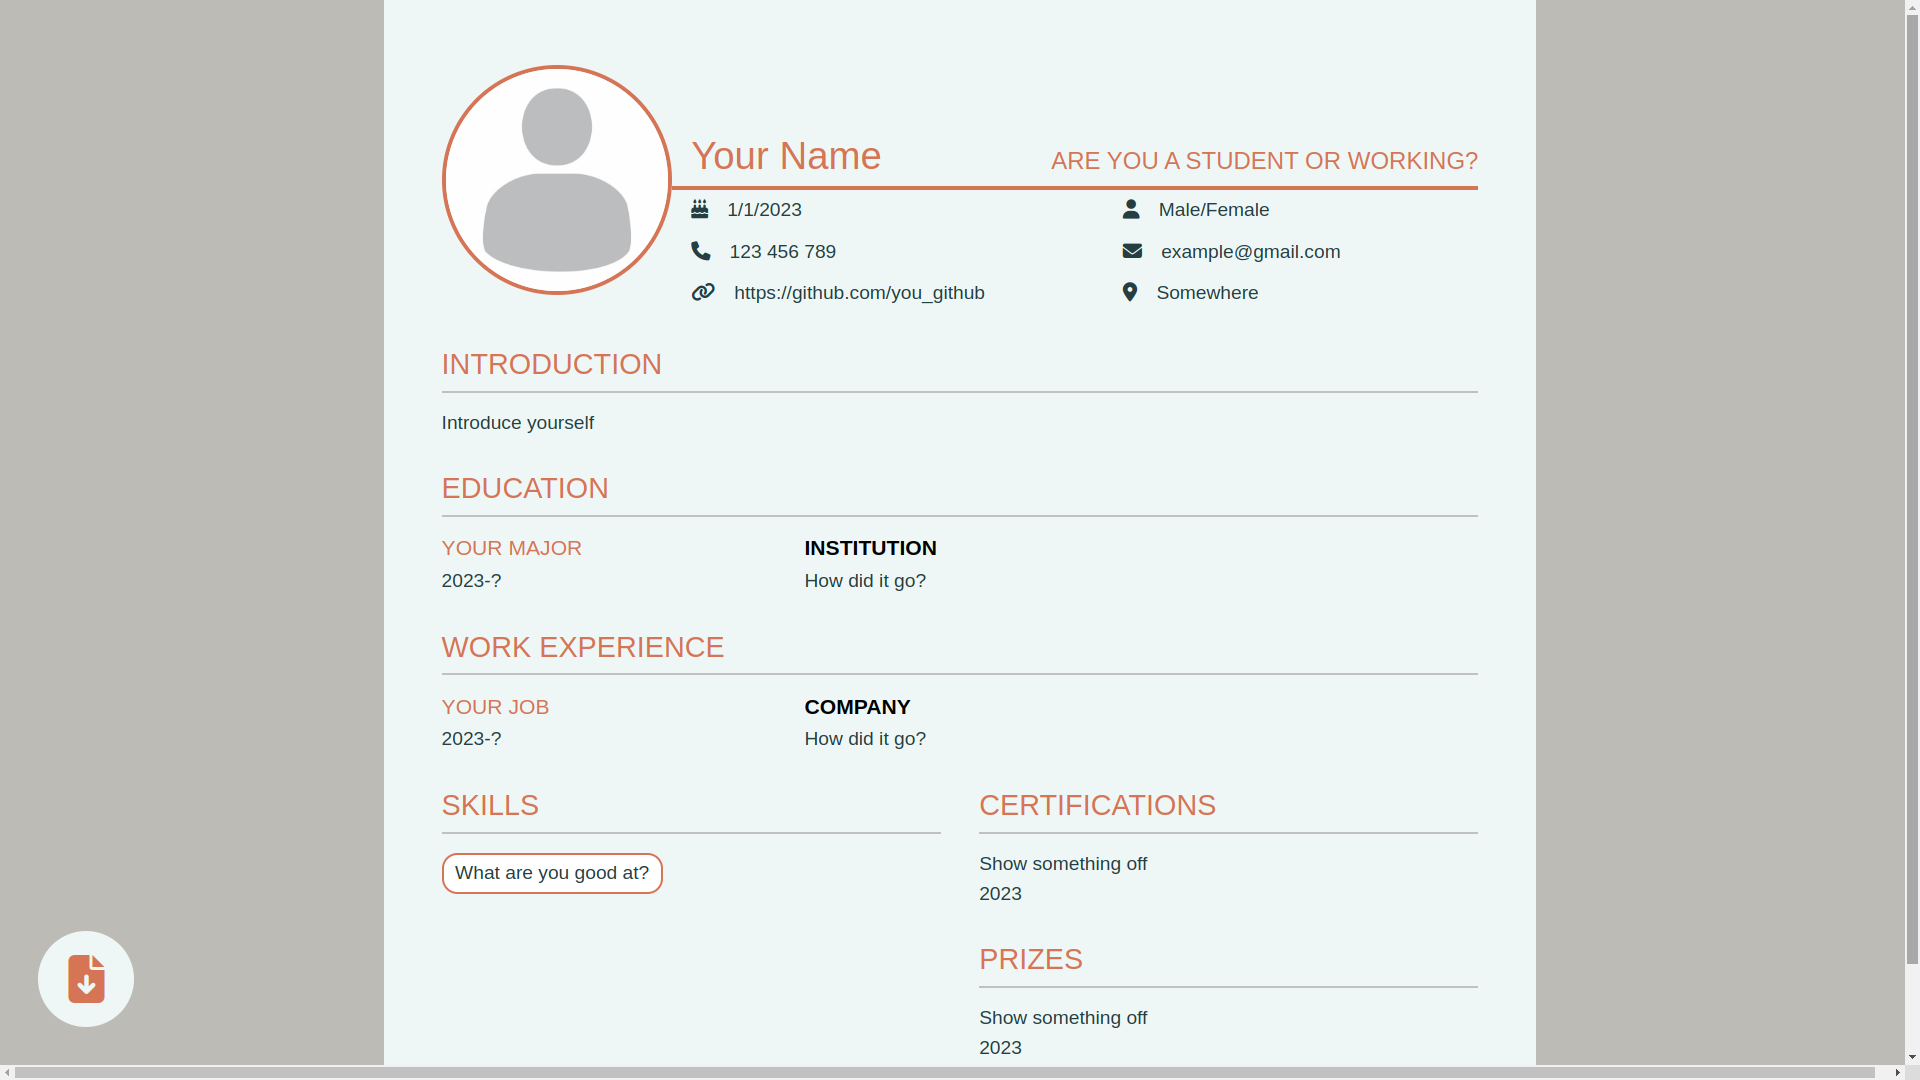 Your Name
ARE YOU A STUDENT OR WORKING?
1/1/2023
Male/Female
123 456 789
example@gmail.com
https://github.com/you_github
Somewhere
INTRODUCTION
Introduce yourself
EDUCATION
YOUR MAJOR
INSTITUTION
2023-?
How did it go?
WORK EXPERIENCE
YOUR JOB
COMPANY
2023-?
How did it go?
SKILLS
What are you good at?
CERTIFICATIONS
Show something off
2023
PRIZES
Show something off
2023